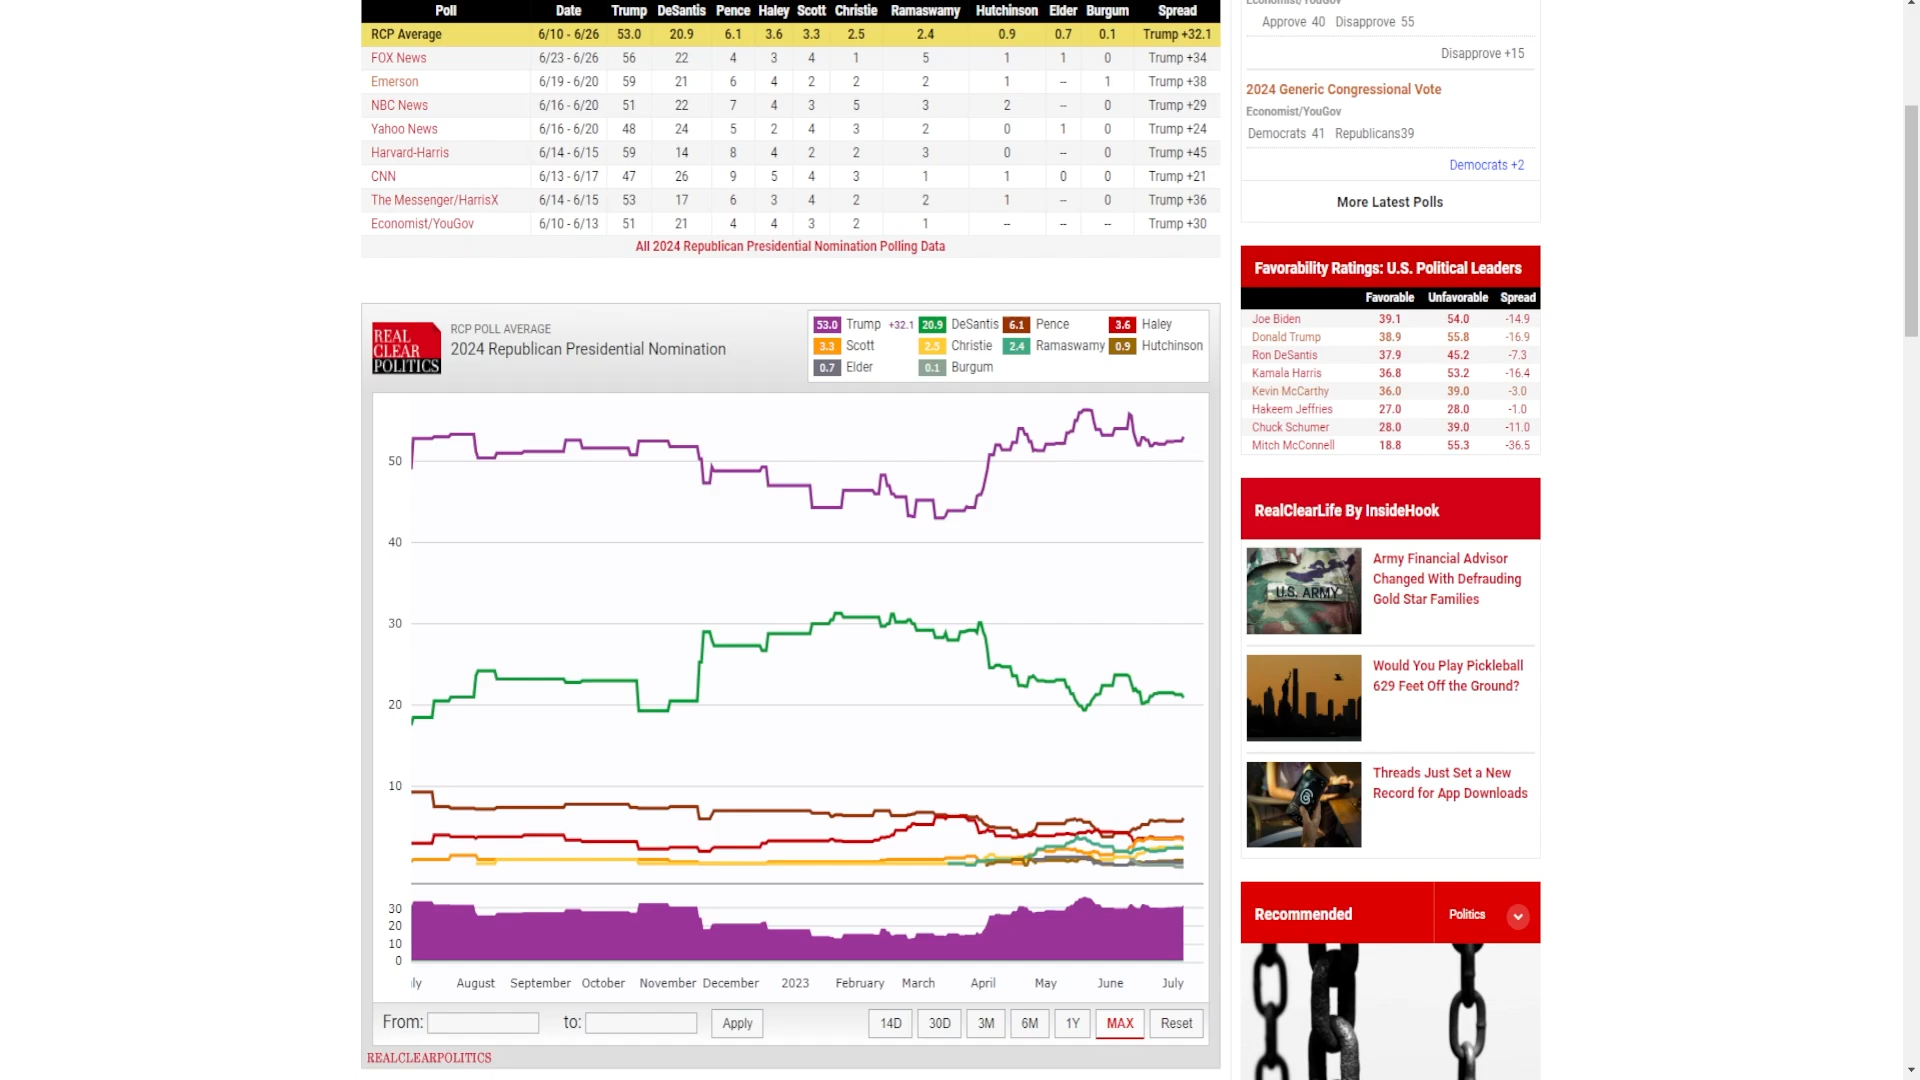 Poll Date Trump DeSantis Pence Haley Scott Christie Ramaswamy Hutchinson Elder Burgum Spread
RCP Average 6/10 - 6/26 53.0 20.9 6.1 3.6 3.3 2.5 2.4 0.9 0.7 0.1 Trump +32.1
FOX News 6/23 - 6/26 56 22 4 3 4 1 5 1 1 0 Trump +34
Emerson 6/19 - 6/20 59 21 6 4 2 2 2 1 -- 1 Trump +38
NBC News 6/16 - 6/20 51 22 7 4 3 5 3 2 -- 0 Trump +29
Yahoo News 6/16 - 6/20 48 24 5 2 4 3 2 0 1 0 Trump +24
Harvard-Harris 6/14 - 6/15 59 14 8 4 2 2 3 0 -- 0 Trump +45
CNN 6/13 - 6/17 47 26 9 5 4 3 1 1 0 0 Trump +21
The Messenger/HarrisX 6/14 - 6/15 53 17 6 3 4 2 2 1 -- 0 Trump +36
Economist/YouGov 6/10 - 6/13 51 21 4 4 3 2 1 -- -- -- Trump +30
All 2024 Republican Presidential Nomination Polling Data
REAL
CLEAR
POLITICS
RCP POLL AVERAGE
2024 Republican Presidential Nomination
53.0 Trump +32.1 20.9 DeSantis 6.1 Pence 3.6 Haley
3.3 Scott 2.5 Christie 2.4 Ramaswamy 0.9 Hutchinson
0.7 Elder 0.1 Burgum
50
40
30
20
10
30
20
10
0
ly August September October November December 2023 February March April May June July
From: to: Apply 14D 30D 3M 6M 1Y MAX Reset
REALCLEARPOLITICS
Economist/YouGov
Approve 40 Disapprove 55
Disapprove +15
2024 Generic Congressional Vote
Economist/YouGov
Democrats 41 Republicans39
Democrats +2
More Latest Polls
Favorability Ratings: U.S. Political Leaders
Favorable Unfavorable Spread
Joe Biden 39.1 54.0 -14.9
Donald Trump 38.9 55.8 -16.9
Ron DeSantis 37.9 45.2 -7.3
Kamala Harris 36.8 53.2 -16.4
Kevin McCarthy 36.0 39.0 -3.0
Hakeem Jeffries 27.0 28.0 -1.0
Chuck Schumer 28.0 39.0 -11.0
Mitch McConnell 18.8 55.3 -36.5
RealClearLife By InsideHook
U.S. ARMY
Army Financial Advisor
Changed With Defrauding
Gold Star Families
Would You Play Pickleball
629 Feet Off the Ground?
Threads Just Set a New
Record for App Downloads
Recommended Politics